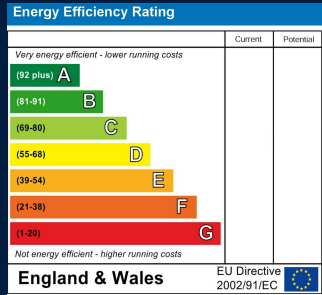 Energy Efficiency Rating
Current Potential
Very energy efficient - lower running costs
(92 plus) A
(81-91) B
(69-80) C
(55-68) D
(39-54) E
(21-38) F
(1-20) G
Not energy efficient - higher running costs
England & Wales
EU Directive
2002/91/EC